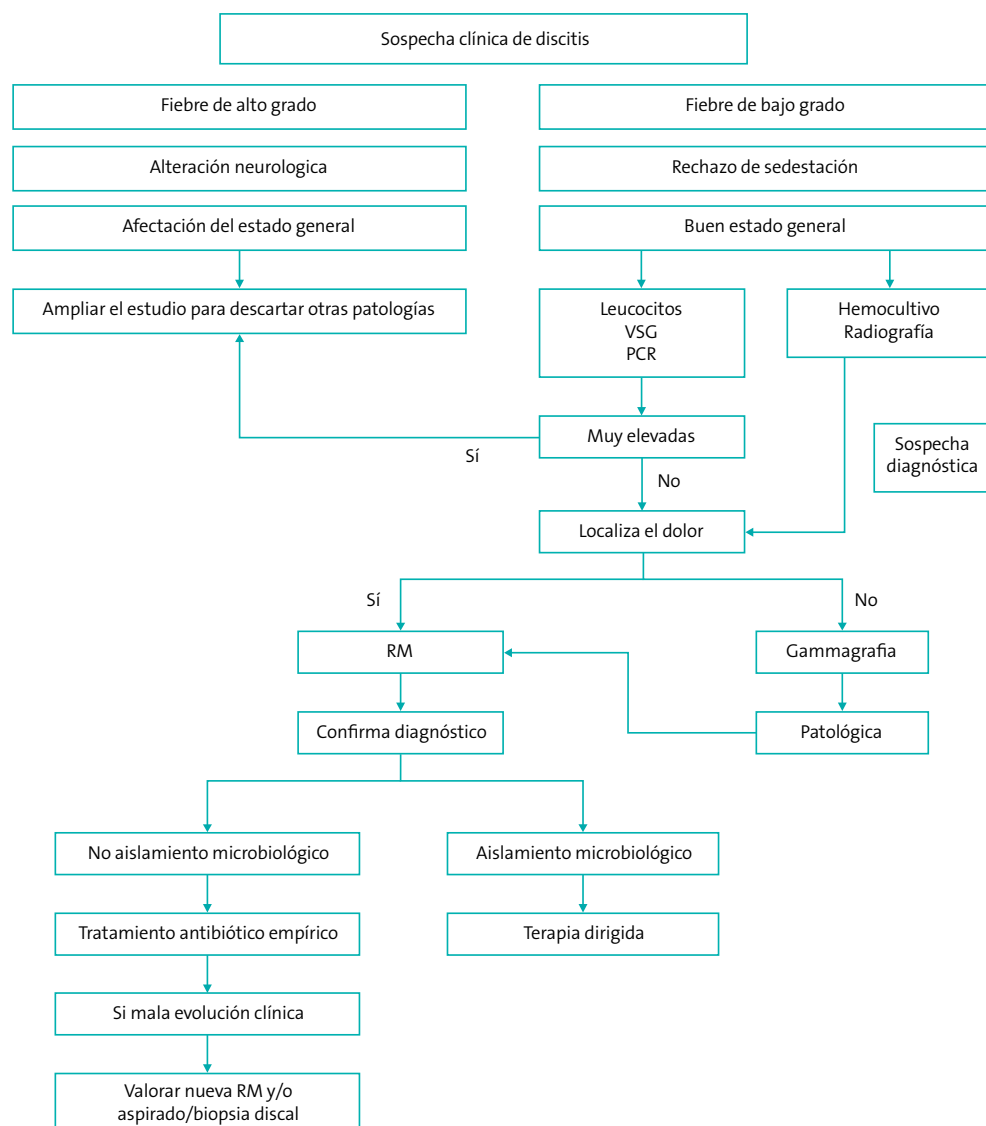 Sospecha clínica de discitis
Fiebre de alto grado
Fiebre de bajo grado
Alteración neurologica
Rechazo de sedestación
Afectación del estado general
Buen estado general
Ampliar el estudio para descartar otras patologías
Leucocitos
VSG
PCR
Hemocultivo
Radiografía
Muy elevadas
Sospecha
diagnóstica
Sí
No
Localiza el dolor
Sí
No
RM
Gammagrafia
Confirma diagnóstico
Patológica
No aislamiento microbiológico
Aislamiento microbiológico
Tratamiento antibiótico empírico
Terapia dirigida
Si mala evolución clínica
Valorar nueva RM y/o
aspirado/biopsia discal